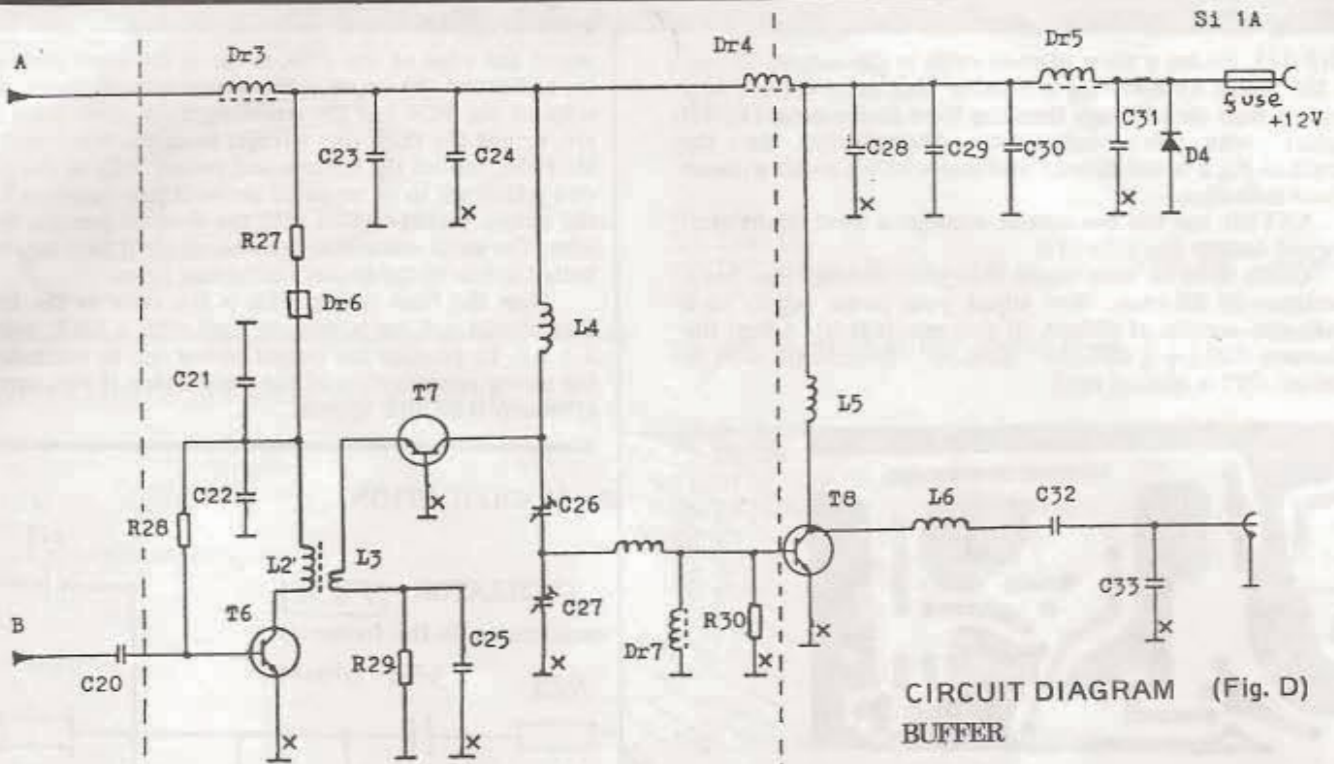 Si 1A
A
Dr3
Dr4
Dr5
fuse
+12V
C23
C24
C28
C29
C30
C31
D4
R27
Dr6
L4
C21
T7
L5
C22
R28
C26
T8
L6
C32
L2'
L3
C27
C33
T6
C25
B
R29
Dr7
R30
C20
CIRCUIT DIAGRAM (Fig. D)
BUFFER